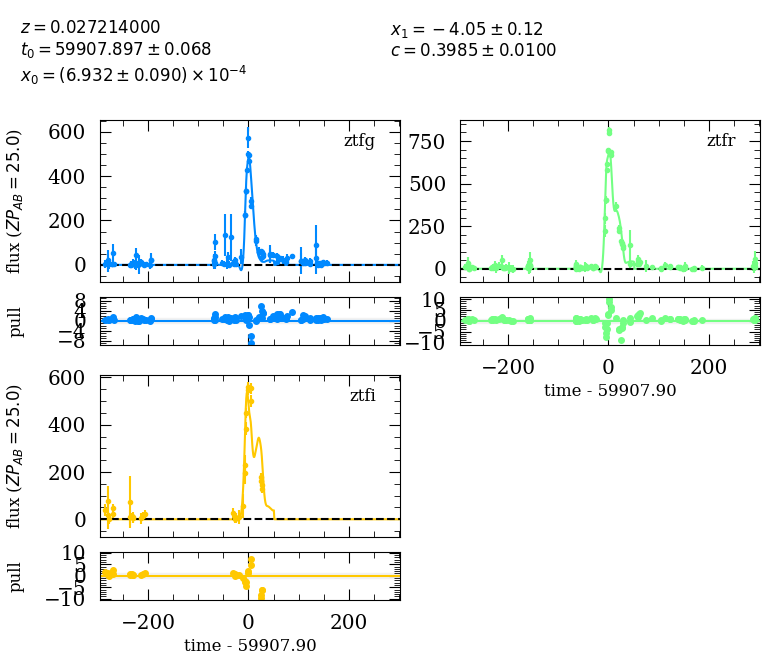 z = 0.027214000
t₀ = 59907.897 ± 0.068
x₀ = (6.932 ± 0.090) × 10⁻⁴
x₁ = −4.05 ± 0.12
c = 0.3985 ± 0.0100
ztfg
600
400
200
0
flux (ZP_AB = 25.0)
8
4
0
−4
−8
pull
ztfr
750
500
250
0
10
5
0
−5
−10
−200 0 200
time - 59907.90
ztfi
600
400
200
0
flux (ZP_AB = 25.0)
10
5
0
−5
−10
pull
−200 0 200
time - 59907.90